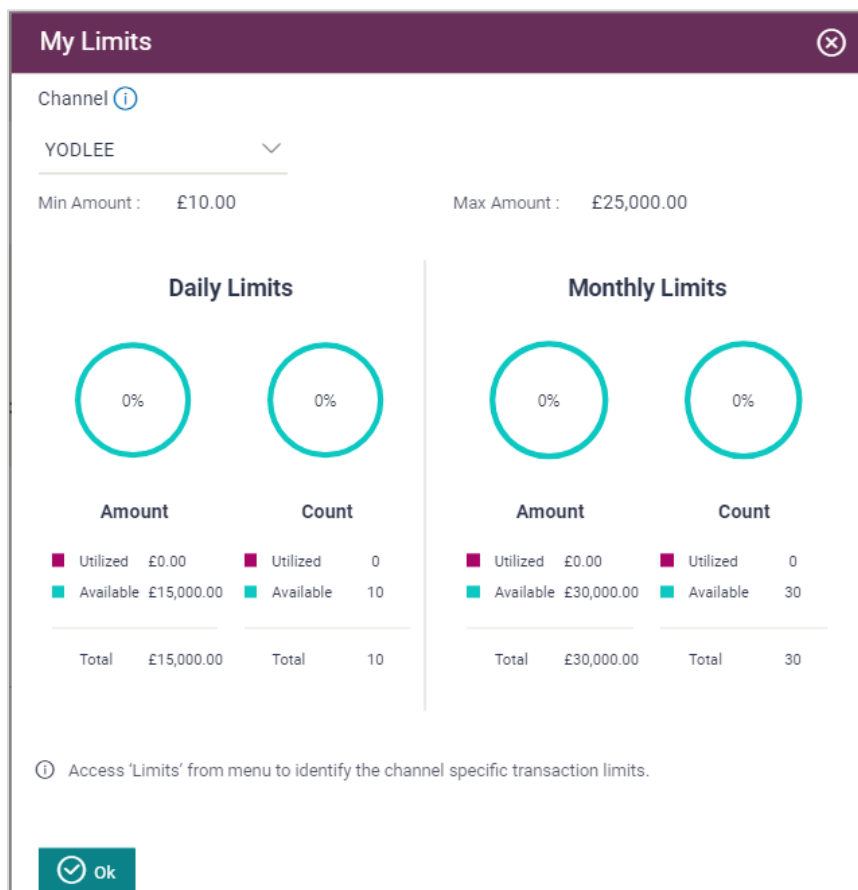 My Limits
Channel
YODLEE
Min Amount : £10.00 Max Amount : £25,000.00
Daily Limits Monthly Limits
0% 0% 0% 0%
Amount Count Amount Count
Utilized £0.00 Utilized 0 Utilized £0.00 Utilized 0
Available £15,000.00 Available 10 Available £30,000.00 Available 30
Total £15,000.00 Total 10 Total £30,000.00 Total 30
Access ‘Limits’ from menu to identify the channel specific transaction limits.
Ok